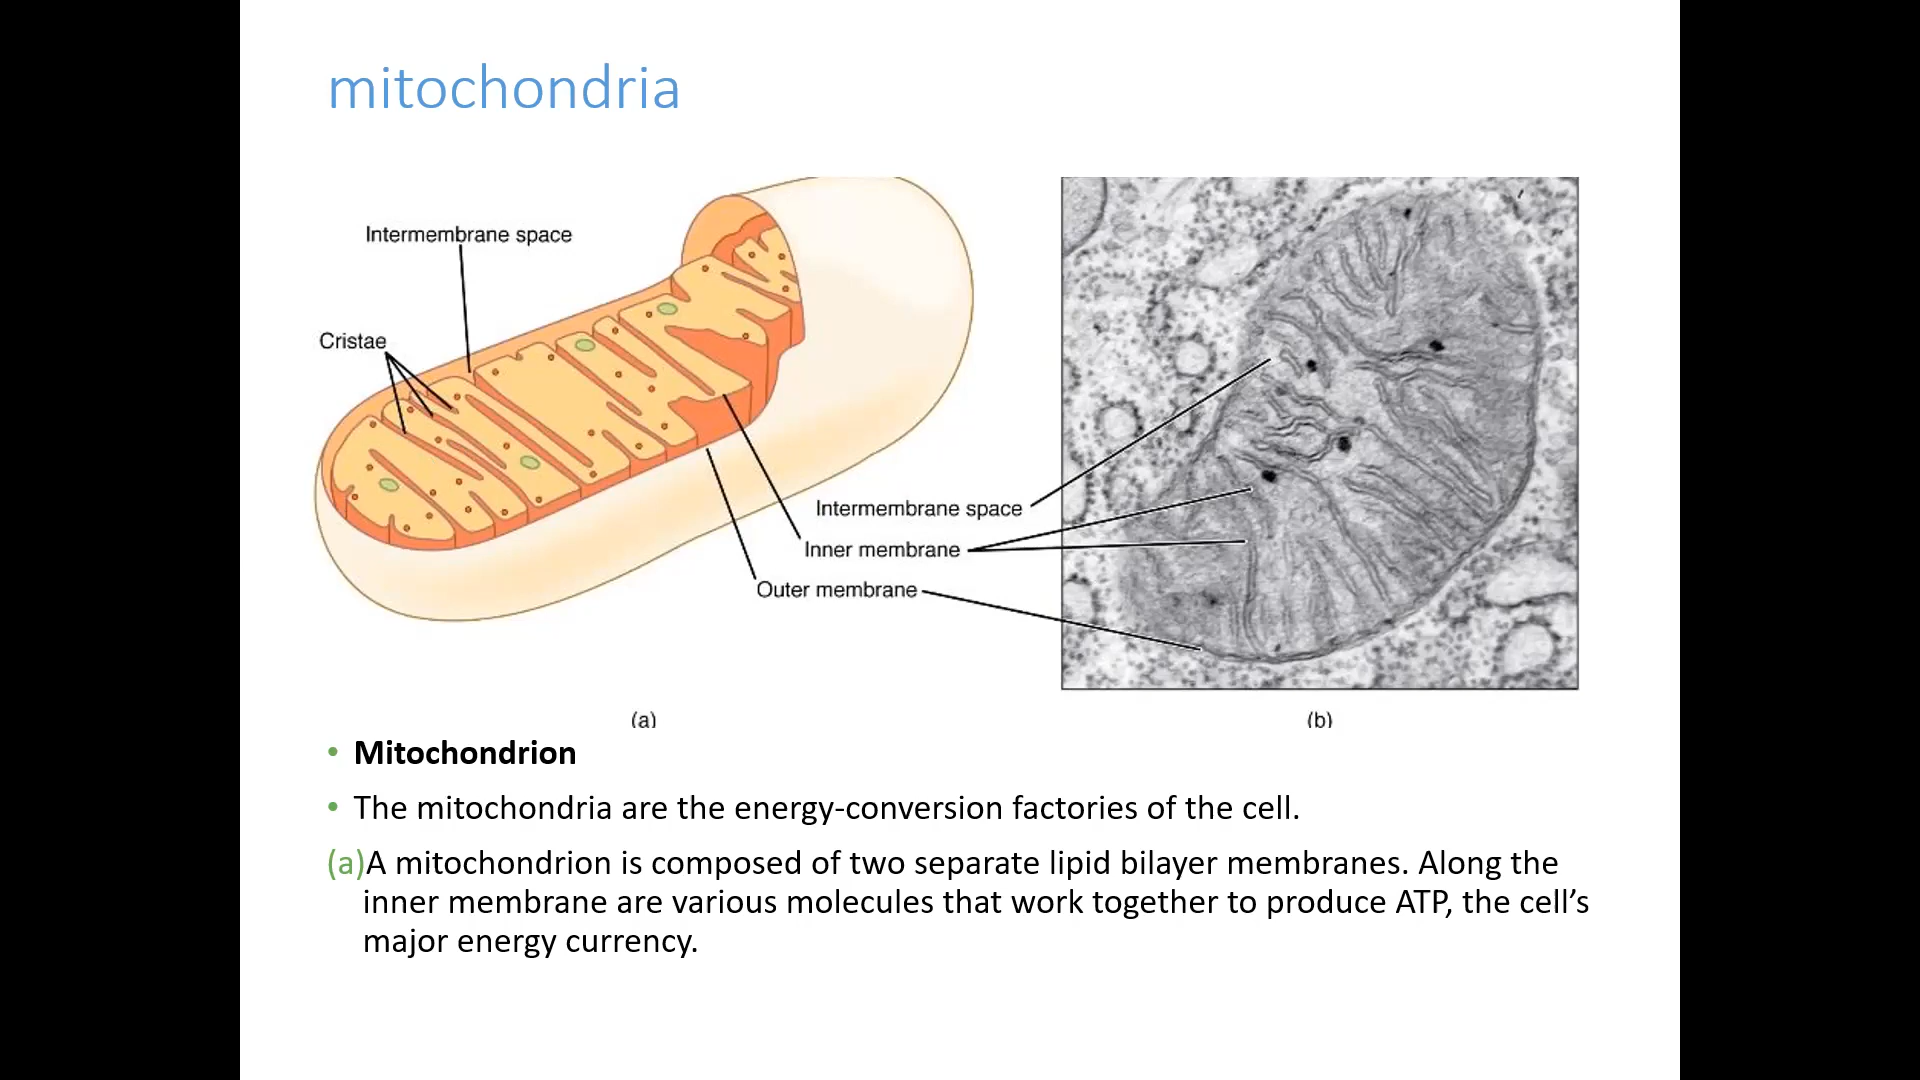 mitochondria
Intermembrane space
Cristae
Intermembrane space
Inner membrane
Outer membrane
(a)
(b)
• Mitochondrion
• The mitochondria are the energy-conversion factories of the cell.
(a)A mitochondrion is composed of two separate lipid bilayer membranes. Along the
inner membrane are various molecules that work together to produce ATP, the cell’s
major energy currency.